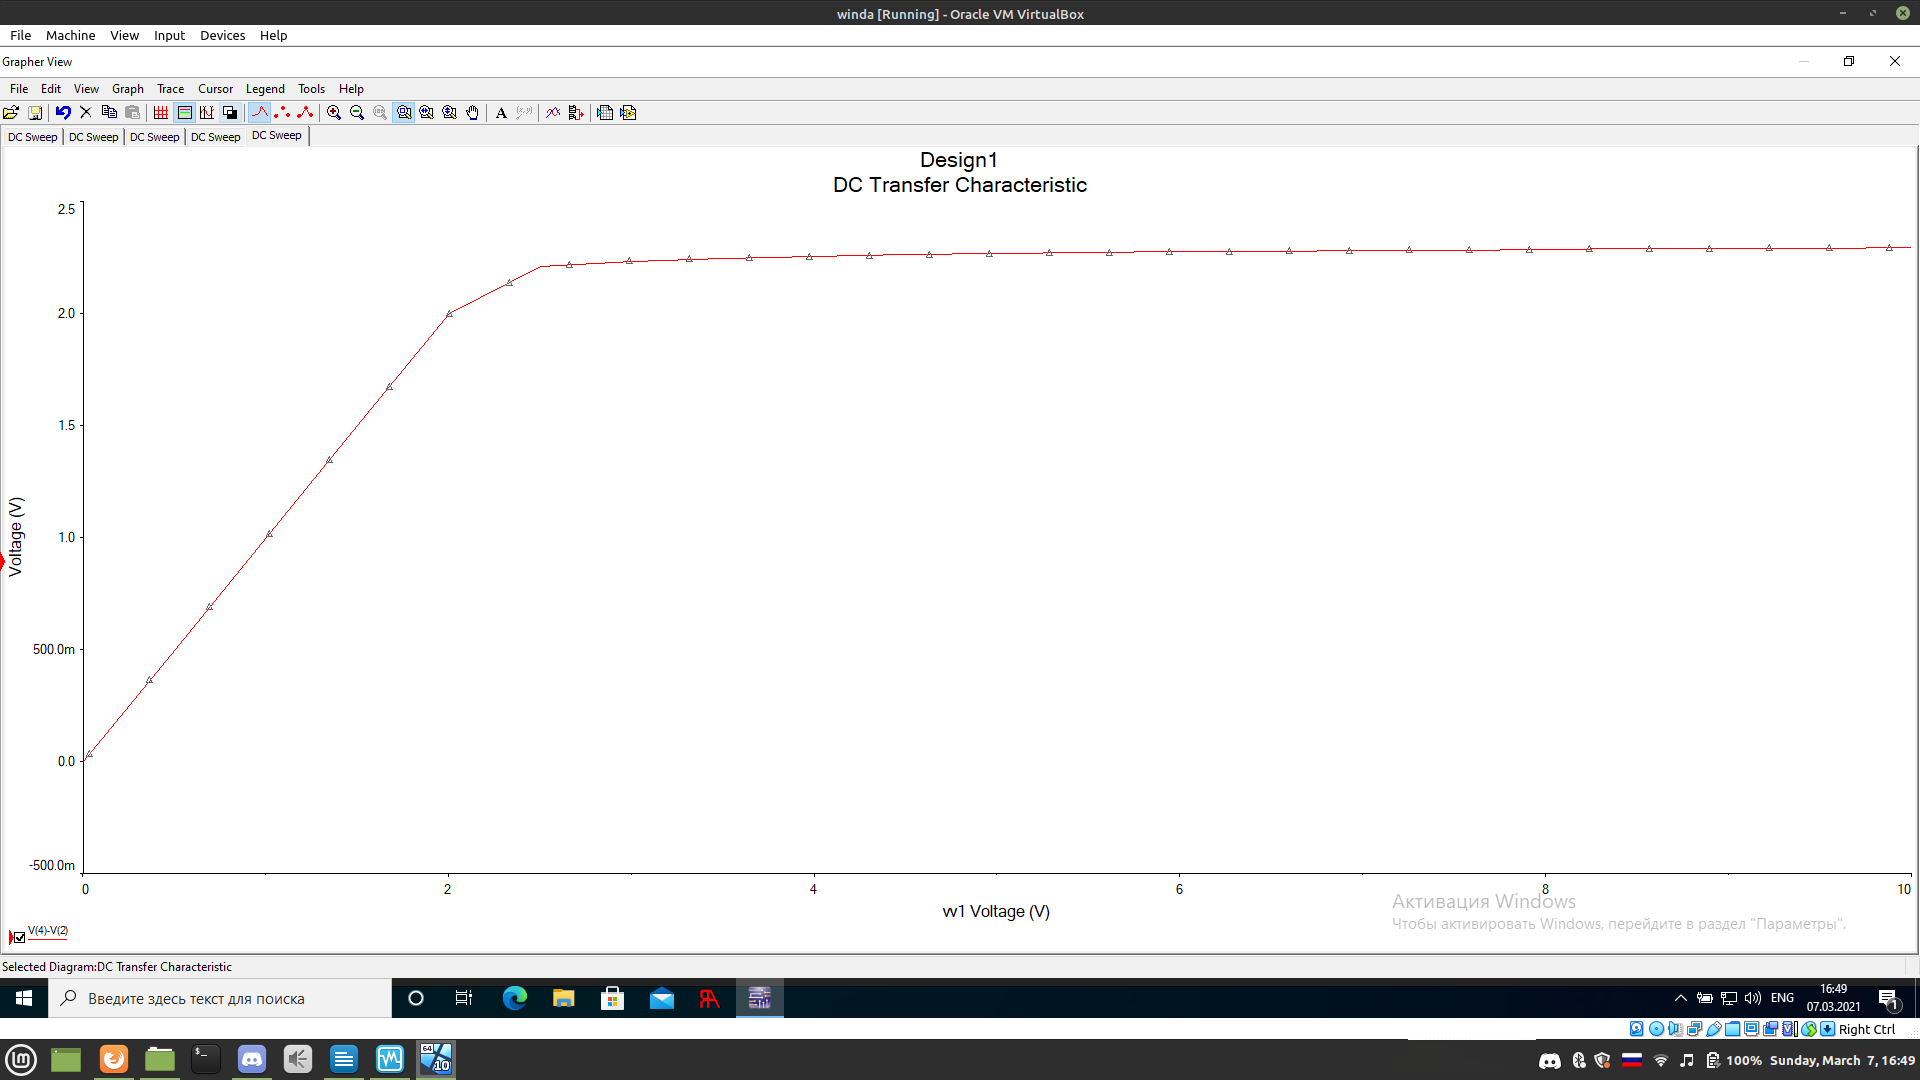 winda [Running] - Oracle VM VirtualBox
File Machine View Input Devices Help
Grapher View
File Edit View Graph Trace Cursor Legend Tools Help
DC Sweep DC Sweep DC Sweep DC Sweep DC Sweep
Design1
DC Transfer Characteristic
2.5
2.0
1.5
1.0
500.0m
0.0
-500.0m
Voltage (V)
0 2 4 6 8 10
vv1 Voltage (V)
V(4)-V(2)
Активация Windows
Чтобы активировать Windows, перейдите в раздел "Параметры".
Selected Diagram:DC Transfer Characteristic
Введите здесь текст для поиска
ENG
16:49
07.03.2021
1
Right Ctrl
64
10
100% Sunday, March 7, 16:49